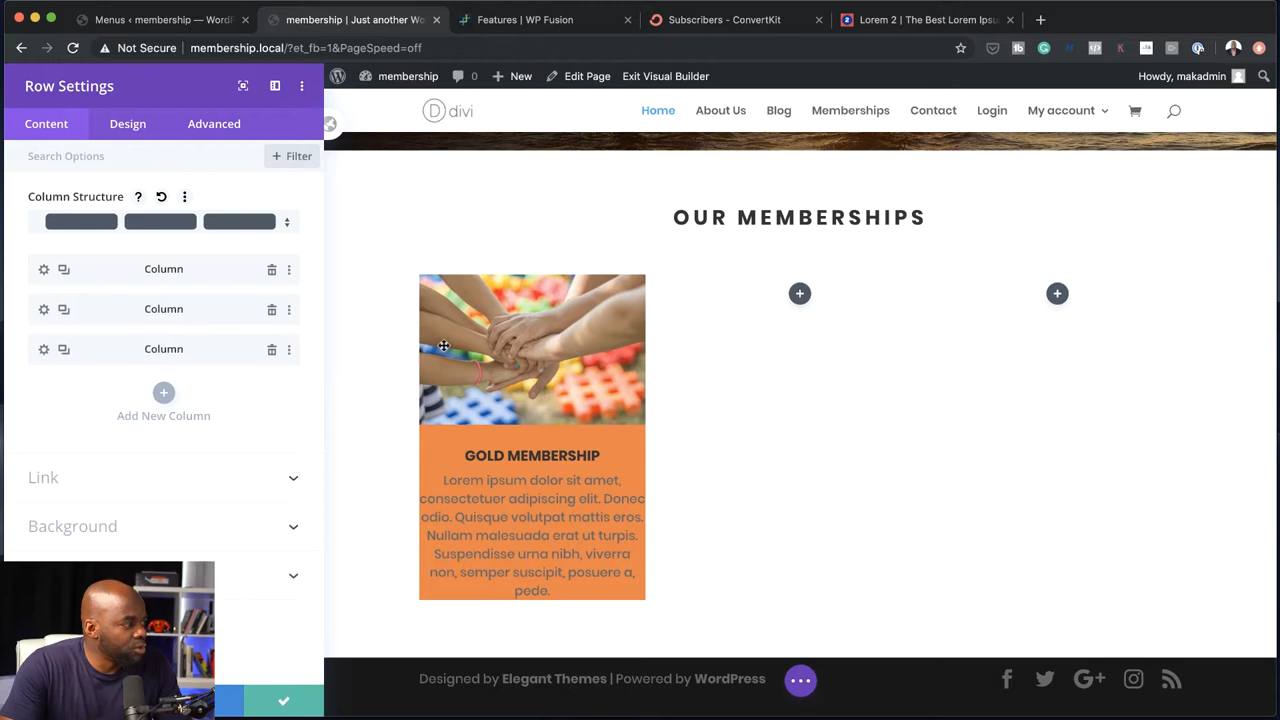 Menus ‹ membership — WordP
membership | Just another Wo
Features | WP Fusion
Subscribers - ConvertKit
Lorem 2 | The Best Lorem Ipsu
Not Secure
membership.local/?et_fb=1&PageSpeed=off
Row Settings
membership
0
New
Edit Page
Exit Visual Builder
Howdy, makadmin
Content
Design
Advanced
D divi
Home
About Us
Blog
Memberships
Contact
Login
My account
Search Options
+ Filter
Column Structure
OUR MEMBERSHIPS
Column
Column
Column
Add New Column
Link
Background
GOLD MEMBERSHIP
Lorem ipsum dolor sit amet,
consectetuer adipiscing elit. Donec
odio. Quisque volutpat mattis eros.
Nullam malesuada erat ut turpis.
Suspendisse urna nibh, viverra
non, semper suscipit, posuere a,
pede.
Designed by Elegant Themes | Powered by WordPress